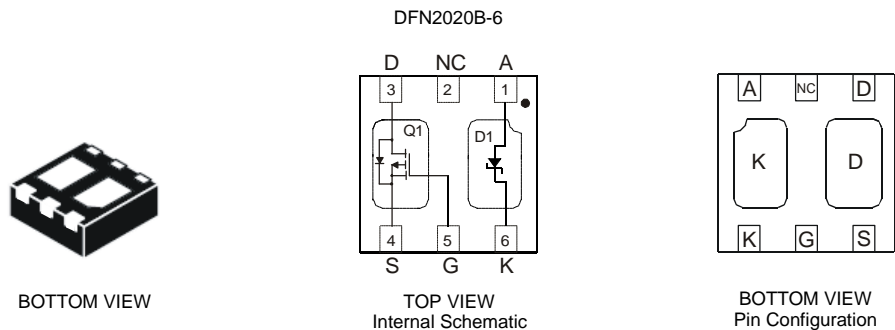 DFN2020B-6
D NC A
3 2 1
Q1 D1
4 5 6
S G K
A NC D
K D
K G S
BOTTOM VIEW
TOP VIEW
Internal Schematic
BOTTOM VIEW
Pin Configuration